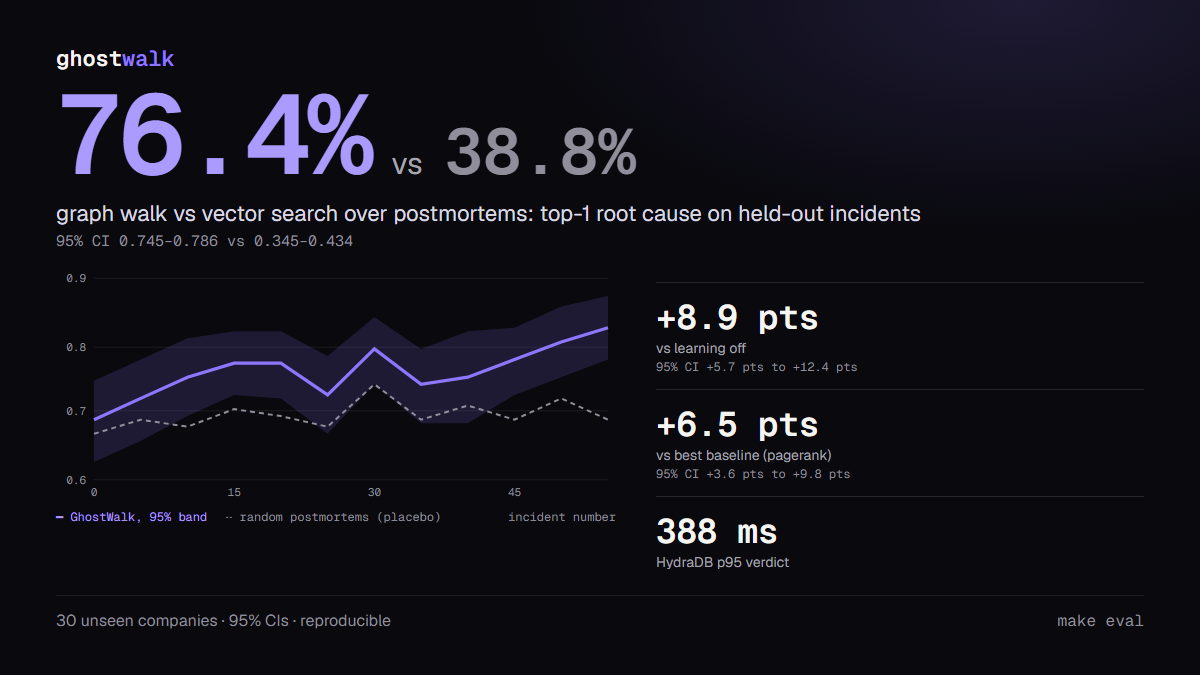 ghostwalk
76.4% vs 38.8%
graph walk vs vector search over postmortems: top-1 root cause on held-out incidents
95% CI 0.745-0.786 vs 0.345-0.434
0.9
0.8
0.7
0.6
0 15 30 45
GhostWalk, 95% band -- random postmortems (placebo) incident number
+8.9 pts
vs learning off
95% CI +5.7 pts to +12.4 pts
+6.5 pts
vs best baseline (pagerank)
95% CI +3.6 pts to +9.8 pts
388 ms
HydraDB p95 verdict
30 unseen companies · 95% CIs · reproducible
make eval